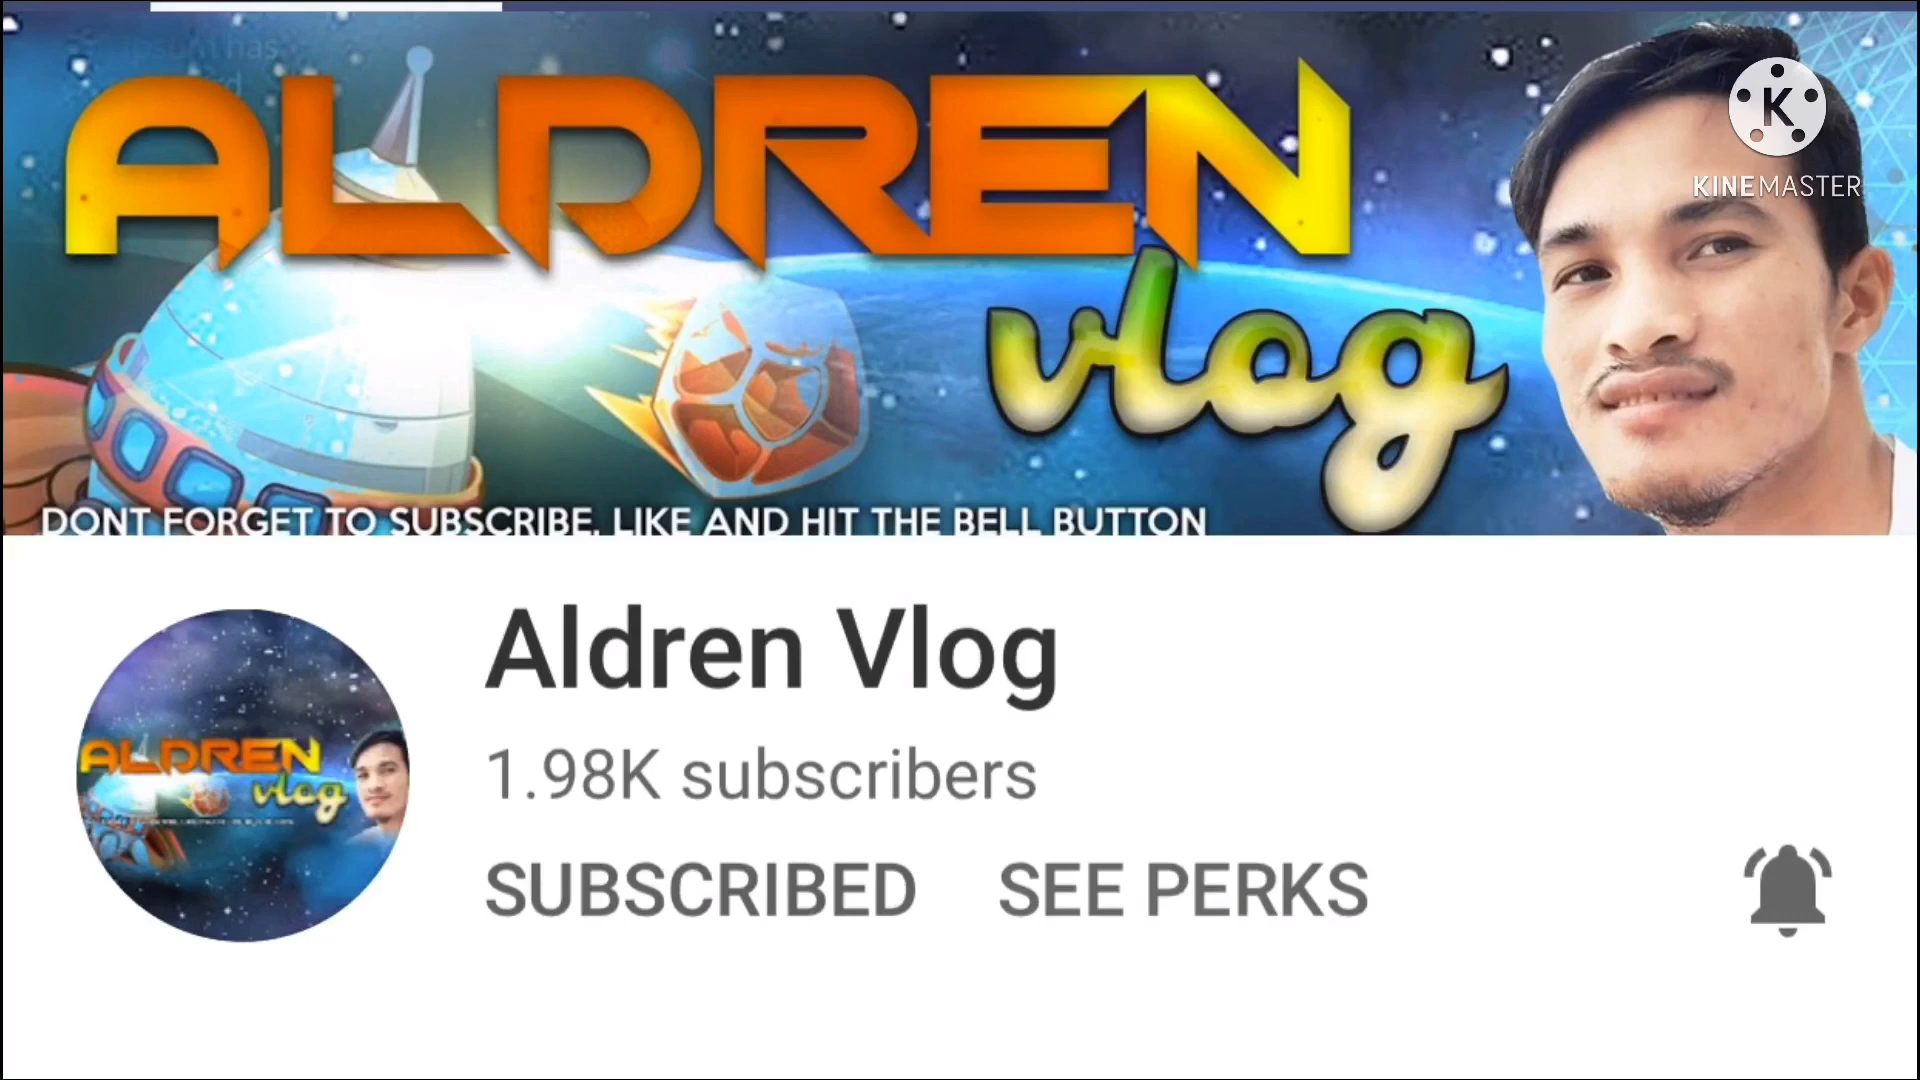 ALDREN
vlog
K
KINEMASTER
DONT FORGET TO SUBSCRIBE, LIKE AND HIT THE BELL BUTTON
Aldren Vlog
ALDREN
vlog
1.98K subscribers
SUBSCRIBED SEE PERKS